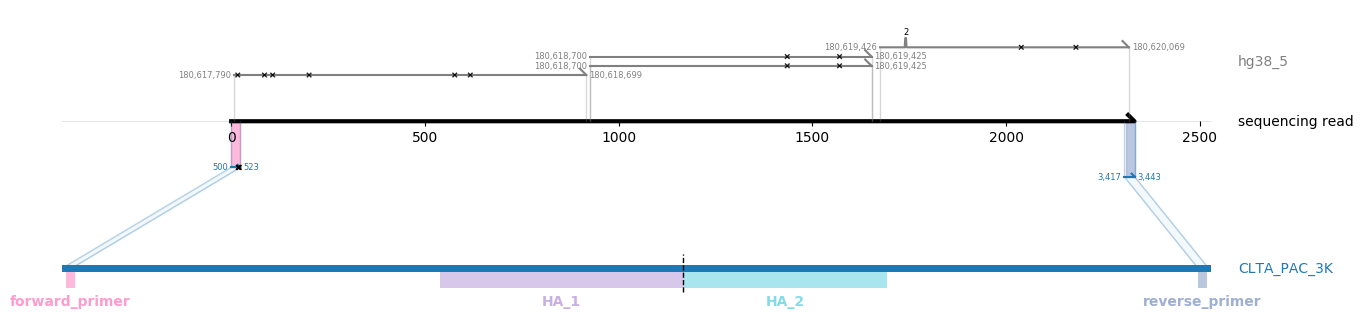 2
180,619,426 180,620,069
180,618,700 180,619,425
hg38_5
180,618,700 180,619,425
180,617,790 180,618,699
sequencing read
0 500 1000 1500 2000 2500
500 523
3,417 3,443
CLTA_PAC_3K
forward_primer HA_1 HA_2 reverse_primer